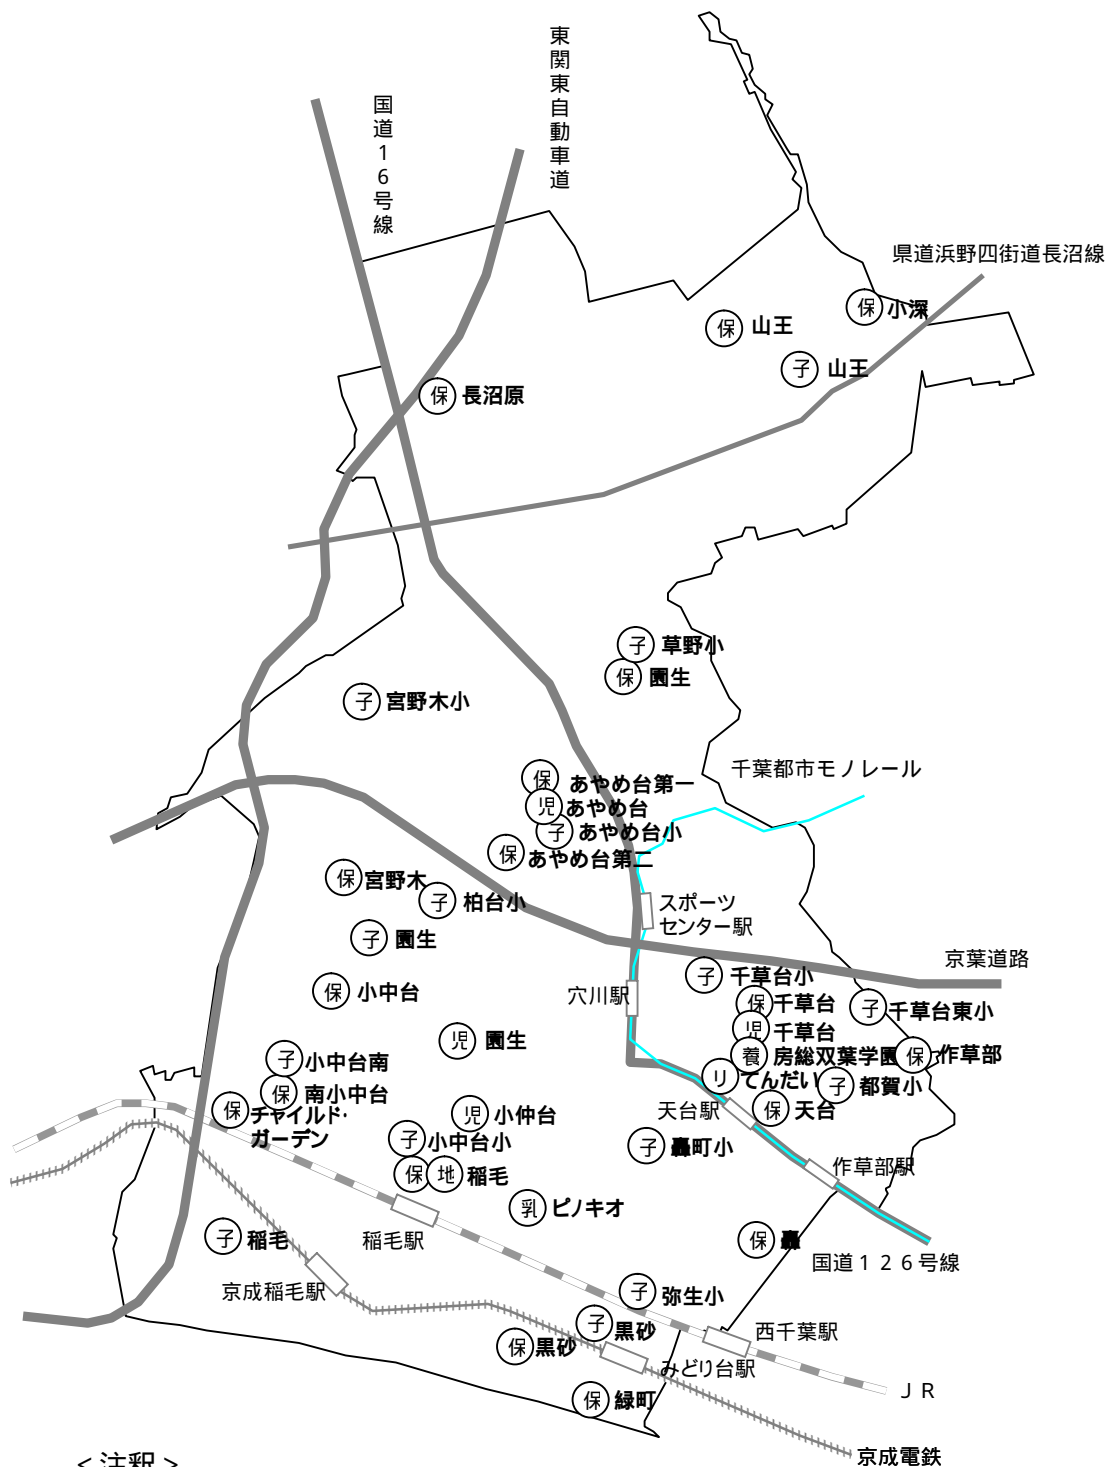 東関東自動車道
国道16号線
県道浜野四街道長沼線
保 小深
保 山王
子 山王
保 長沼原
子 草野小
保 園生
子 宮野木小
千葉都市モノレール
保 あやめ台第一
児 あやめ台
子 あやめ台小
保 あやめ台第二
保 宮野木
子 柏台小
スポーツ
センター駅
子 園生
京葉道路
子 千草台小
保 小中台
穴川駅
保 千草台
子 千草台東小
児 千草台
児 園生
養 房総双葉学園
保 作草部
子 小中台南
リ てんだい
子 都賀小
保 南小中台
保 チャイルド・
ガーデン
児 小仲台
天台駅
保 天台
子 小中台小
子 轟町小
作草部駅
保 地 稲毛
乳 ピノキオ
子 稲毛
稲毛駅
保 轟
国道126号線
京成稲毛駅
子 弥生小
子 黒砂
西千葉駅
保 黒砂
みどり台駅
JR
保 緑町
京成電鉄
<注釈>